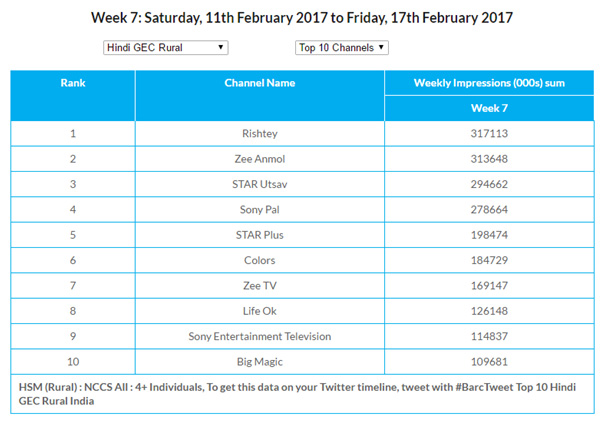 Week 7: Saturday, 11th February 2017 to Friday, 17th February 2017
Hindi GEC Rural Top 10 Channels
Rank Channel Name Weekly Impressions (000s) sum
Week 7
1 Rishtey 317113
2 Zee Anmol 313648
3 STAR Utsav 294662
4 Sony Pal 278664
5 STAR Plus 198474
6 Colors 184729
7 Zee TV 169147
8 Life Ok 126148
9 Sony Entertainment Television 114837
10 Big Magic 109681
HSM (Rural) : NCCS All : 4+ Individuals, To get this data on your Twitter timeline, tweet with #BarcTweet Top 10 Hindi
GEC Rural India